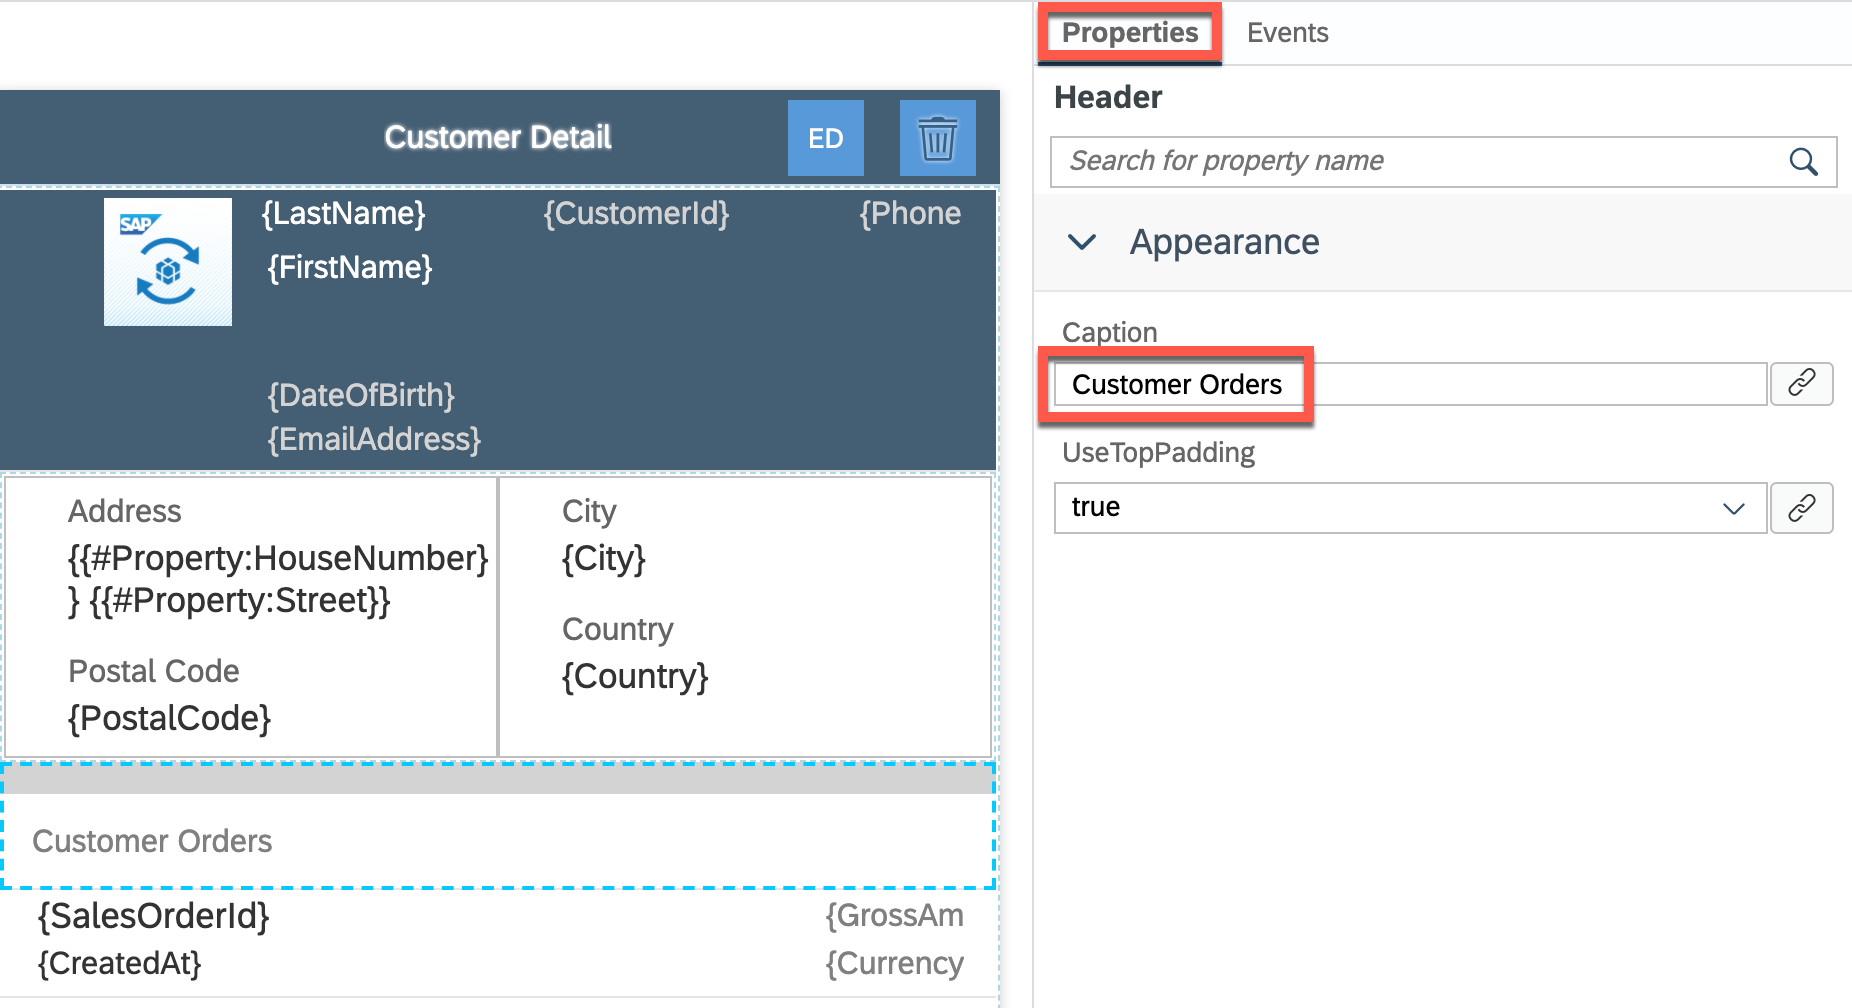 Customer Detail
ED
SAP
{LastName}
{CustomerId}
{Phone
{FirstName}
{DateOfBirth}
{EmailAddress}
Address
{{#Property:HouseNumber}
} {{#Property:Street}}
Postal Code
{PostalCode}
City
{City}
Country
{Country}
Customer Orders
{SalesOrderId}
{GrossAm
{CreatedAt}
{Currency
Properties
Events
Header
Search for property name
Appearance
Caption
Customer Orders
UseTopPadding
true